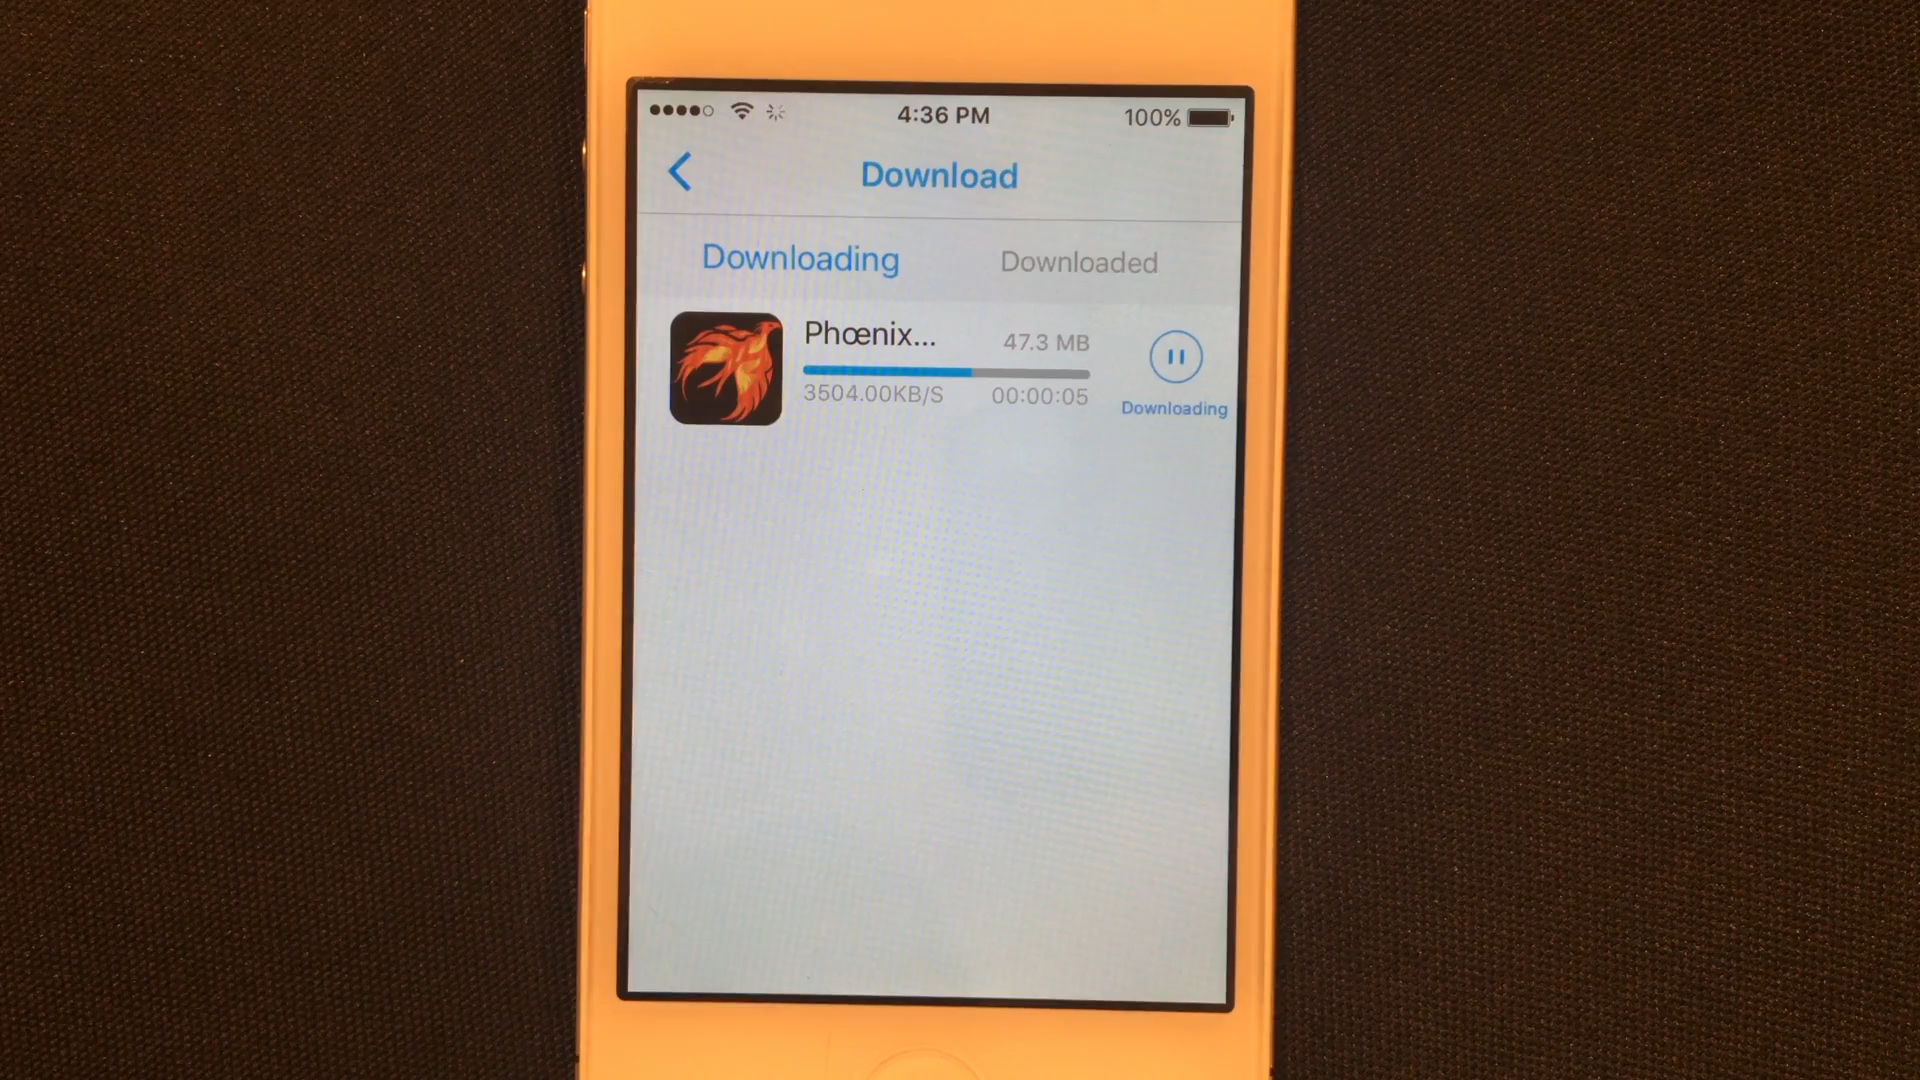 4:36 PM
100%
Download
Downloading
Downloaded
Phœnix...
47.3 MB
3504.00KB/S
00:00:05
Downloading